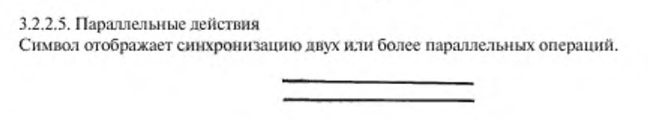 3.2.2.5. Параллельные действия
Символ отображает синхронизацию двух или более параллельных операций.